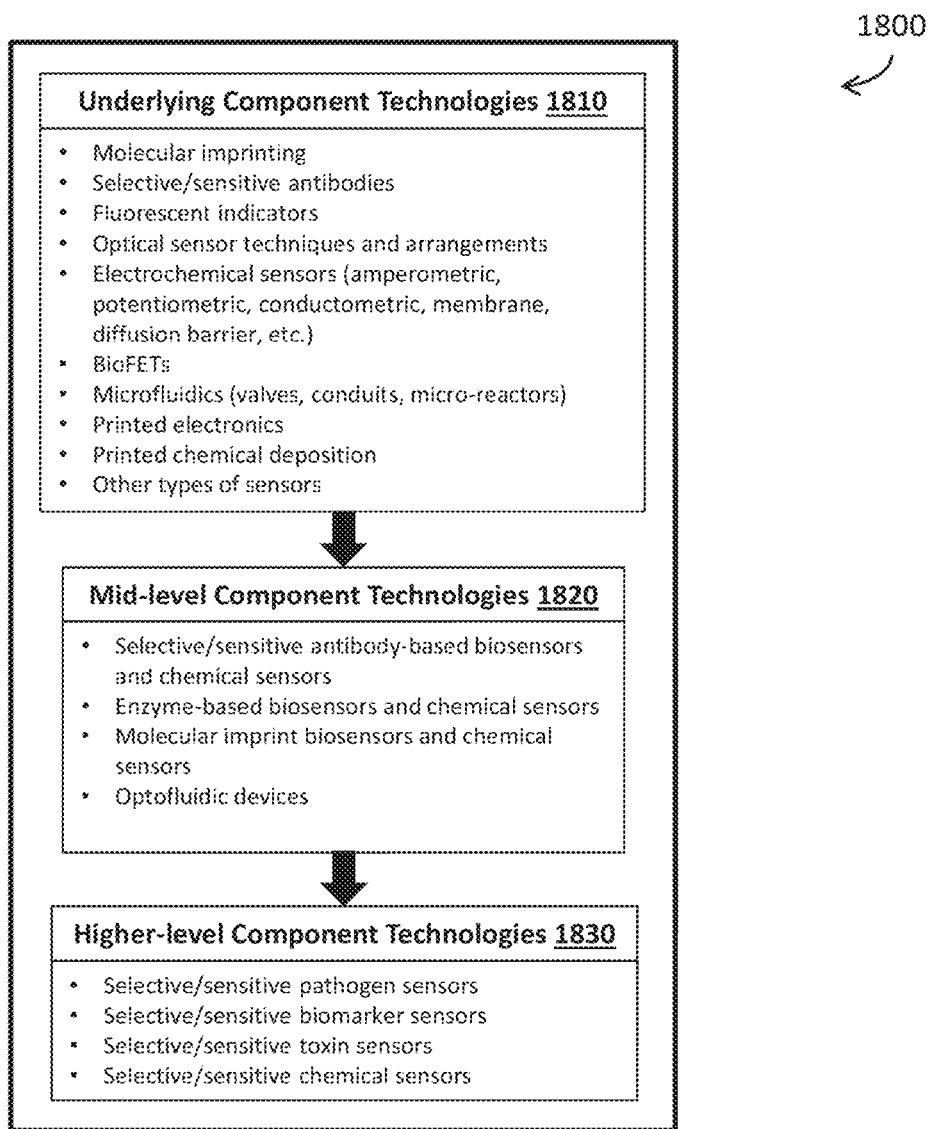 1800
Underlying Component Technologies 1810
• Molecular imprinting
• Selective/sensitive antibodies
• Fluorescent indicators
• Optical sensor techniques and arrangements
• Electrochemical sensors (amperometric,
potentiometric, conductometric, membrane,
diffusion barrier, etc.)
• BioFETs
• Microfluidics (valves, conduits, micro-reactors)
• Printed electronics
• Printed chemical deposition
• Other types of sensors
Mid-level Component Technologies 1820
• Selective/sensitive antibody-based biosensors
and chemical sensors
• Enzyme-based biosensors and chemical sensors
• Molecular imprint biosensors and chemical
sensors
• Optofluidic devices
Higher-level Component Technologies 1830
• Selective/sensitive pathogen sensors
• Selective/sensitive biomarker sensors
• Selective/sensitive toxin sensors
• Selective/sensitive chemical sensors